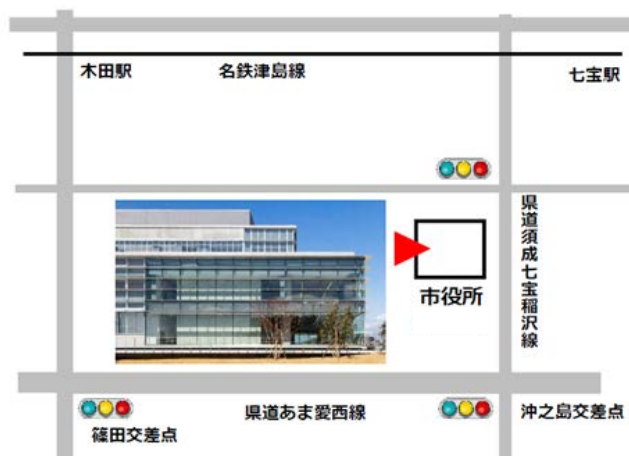 木田駅
名鉄津島線
七宝駅
県道須成七宝稲沢線
市役所
県道あま愛西線
篠田交差点
沖之島交差点